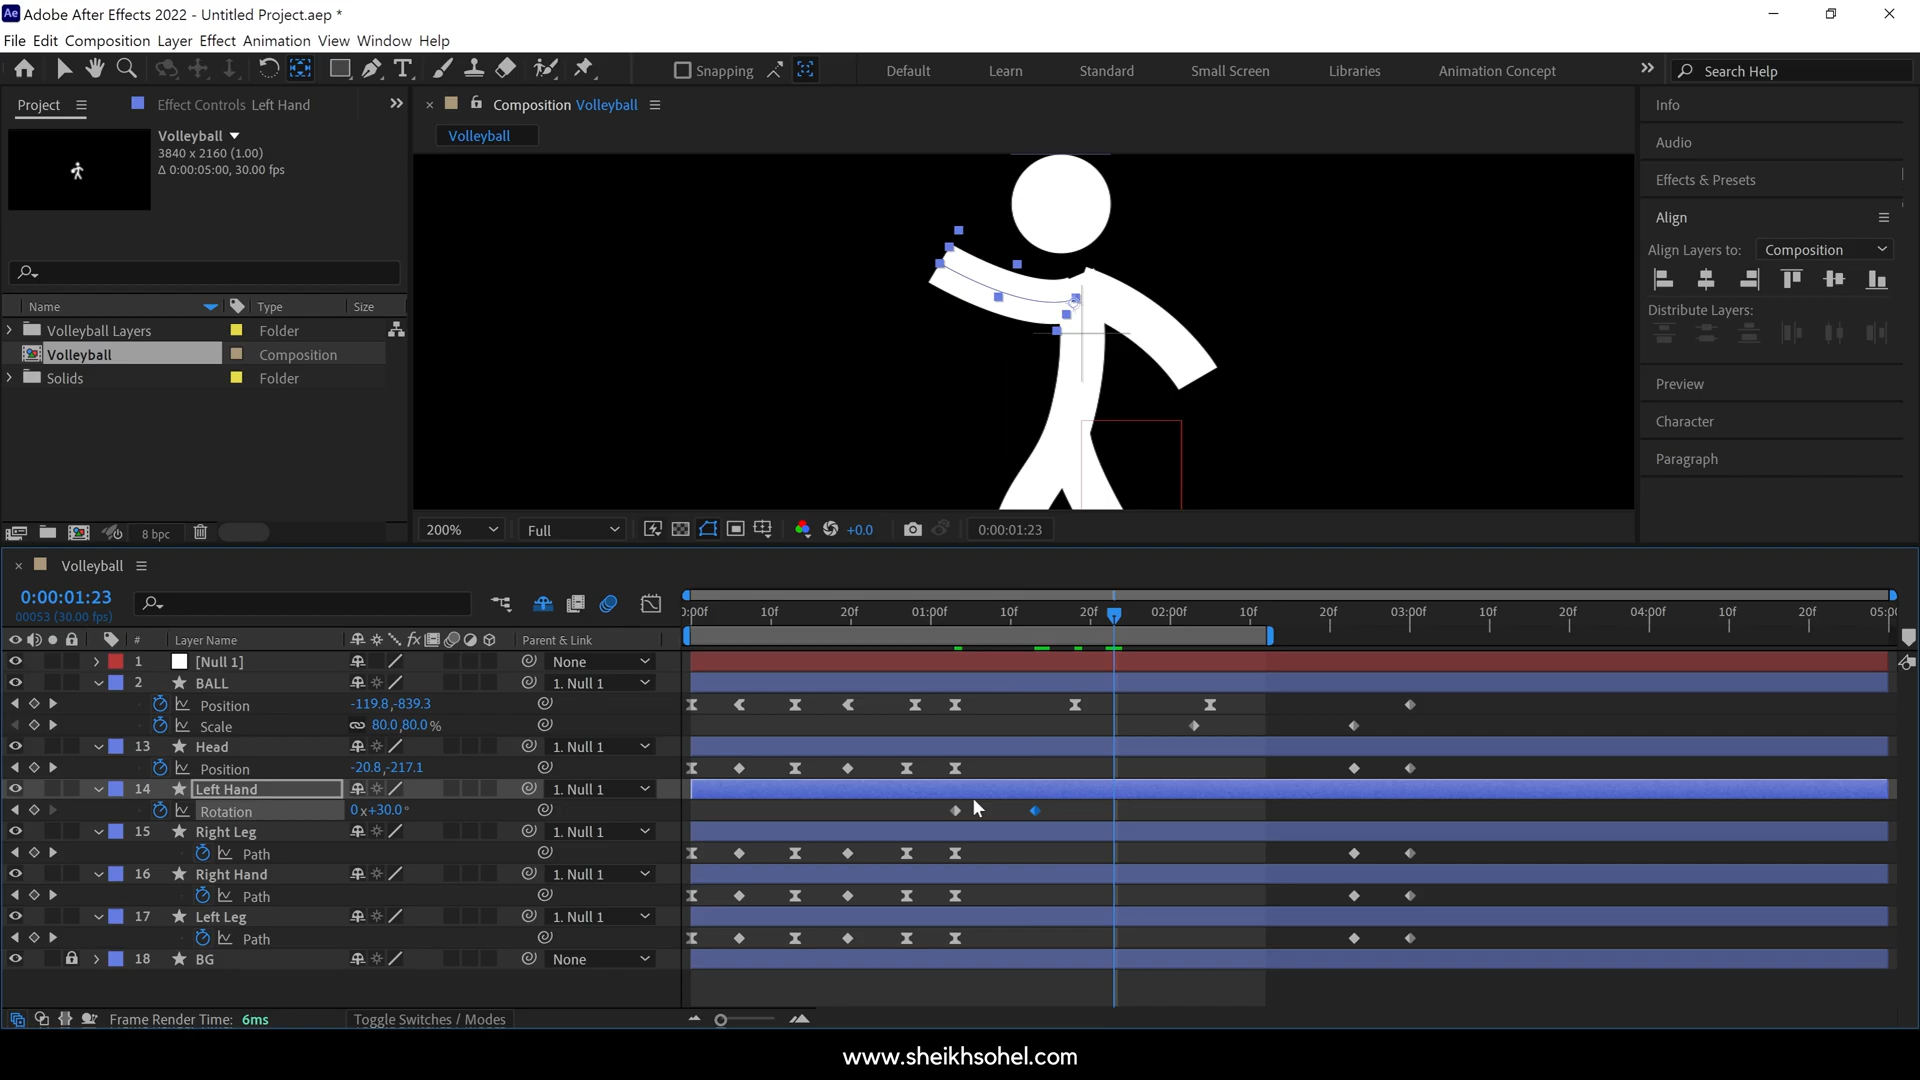 Adobe After Effects 2022 - Untitled Project.aep *
File Edit Composition Layer Effect Animation View Window Help
Snapping Default Learn Standard Small Screen Libraries Animation Concept Search Help
Project Effect Controls Left Hand
Volleyball
3840 x 2160 (1.00)
Δ 0:00:05:00, 30.00 fps
Name Type Size
Volleyball Layers Folder
Volleyball Composition
Solids Folder
8 bpc
Composition Volleyball
Volleyball
200% Full +0.0 0:00:01:23
Info
Audio
Effects & Presets
Align
Align Layers to: Composition
Distribute Layers:
Preview
Character
Paragraph
Volleyball
0:00:01:23
00053 (30.00 fps)
0:00f 10f 20f 01:00f 10f 20f 02:00f 10f 20f 03:00f 10f 20f 04:00f 10f 20f 05:00
# Layer Name fx Parent & Link
1 [Null 1] None
2 BALL 1. Null 1
Position -119.8,-839.3
Scale 80.0,80.0%
13 Head 1. Null 1
Position -20.8,-217.1
14 Left Hand 1. Null 1
Rotation 0x+30.0°
15 Right Leg 1. Null 1
Path
16 Right Hand 1. Null 1
Path
17 Left Leg 1. Null 1
Path
18 BG None
Frame Render Time: 6ms Toggle Switches / Modes
www.sheikhsohel.com